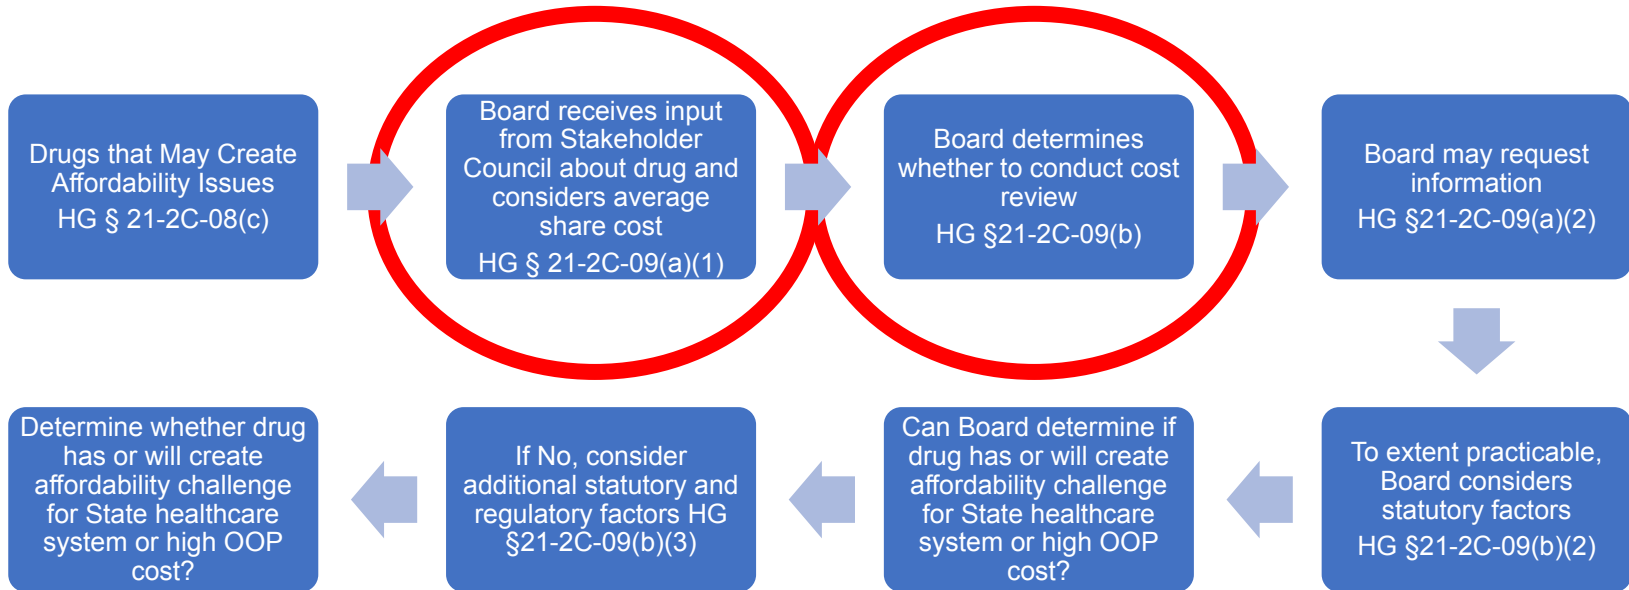 Drugs that May Create
Affordability Issues
HG § 21-2C-08(c)
Board receives input
from Stakeholder
Council about drug and
considers average
share cost
HG § 21-2C-09(a)(1)
Board determines
whether to conduct cost
review
HG §21-2C-09(b)
Board may request
information
HG §21-2C-09(a)(2)
To extent practicable,
Board considers
statutory factors
HG §21-2C-09(b)(2)
Can Board determine if
drug has or will create
affordability challenge
for State healthcare
system or high OOP
cost?
If No, consider
additional statutory and
regulatory factors HG
§21-2C-09(b)(3)
Determine whether drug
has or will create
affordability challenge
for State healthcare
system or high OOP
cost?